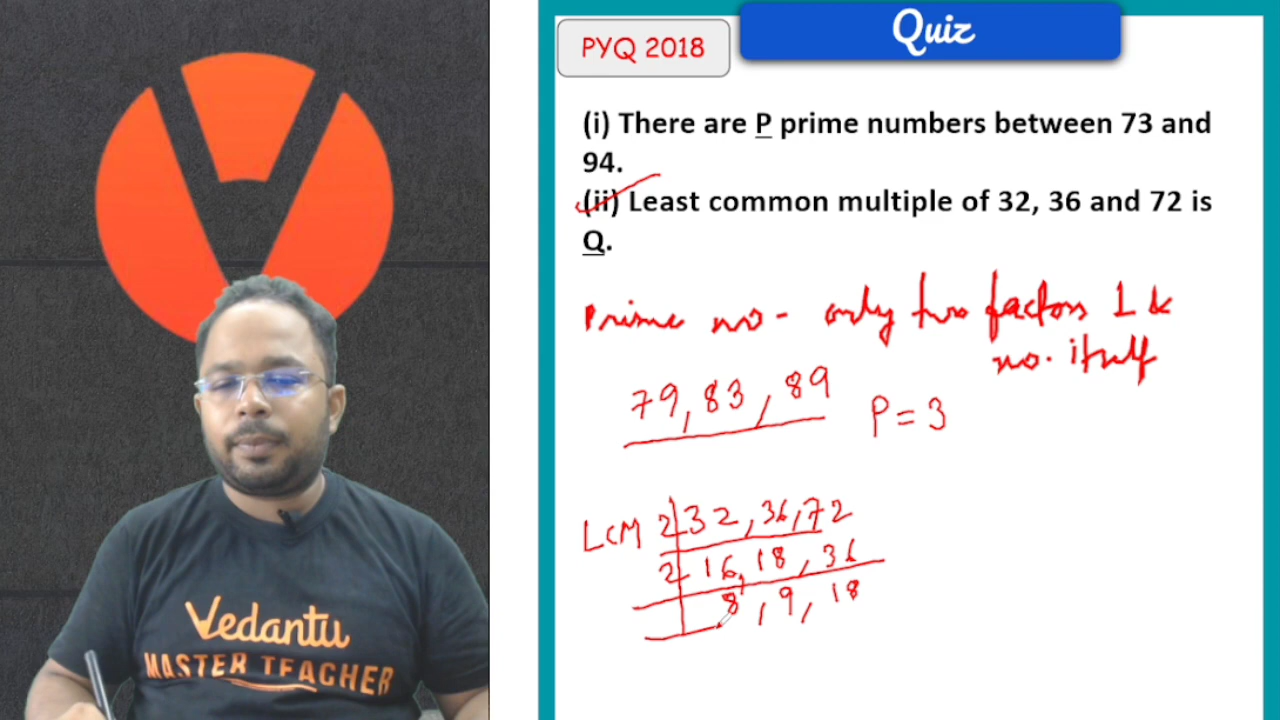 PYQ 2018
Quiz
(i) There are P prime numbers between 73 and
94.
(ii) Least common multiple of 32, 36 and 72 is
Q.
Prime no - only two factors 1 &
no. itself
79, 83, 89
P = 3
LCM 2 32, 36, 72
2 16, 18, 36
8, 9, 18
Vedantu
MASTER TEACHER